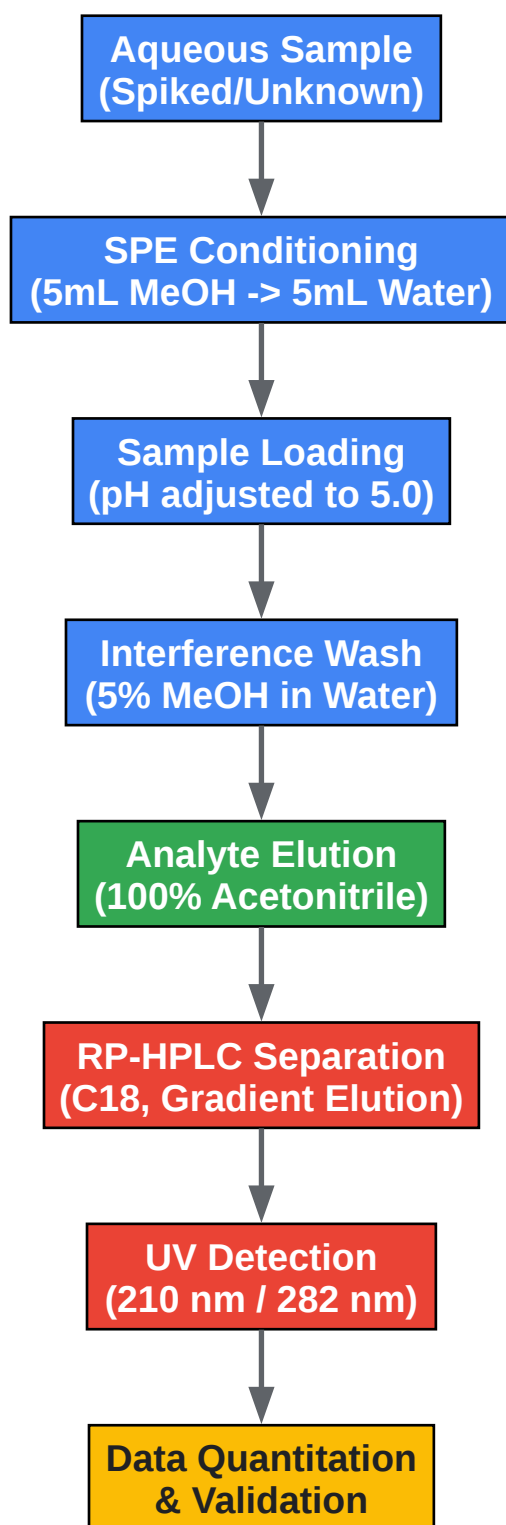 Aqueous Sample
(Spiked/Unknown)
SPE Conditioning
(5mL MeOH -> 5mL Water)
Sample Loading
(pH adjusted to 5.0)
Interference Wash
(5% MeOH in Water)
Analyte Elution
(100% Acetonitrile)
RP-HPLC Separation
(C18, Gradient Elution)
UV Detection
(210 nm / 282 nm)
Data Quantitation
& Validation